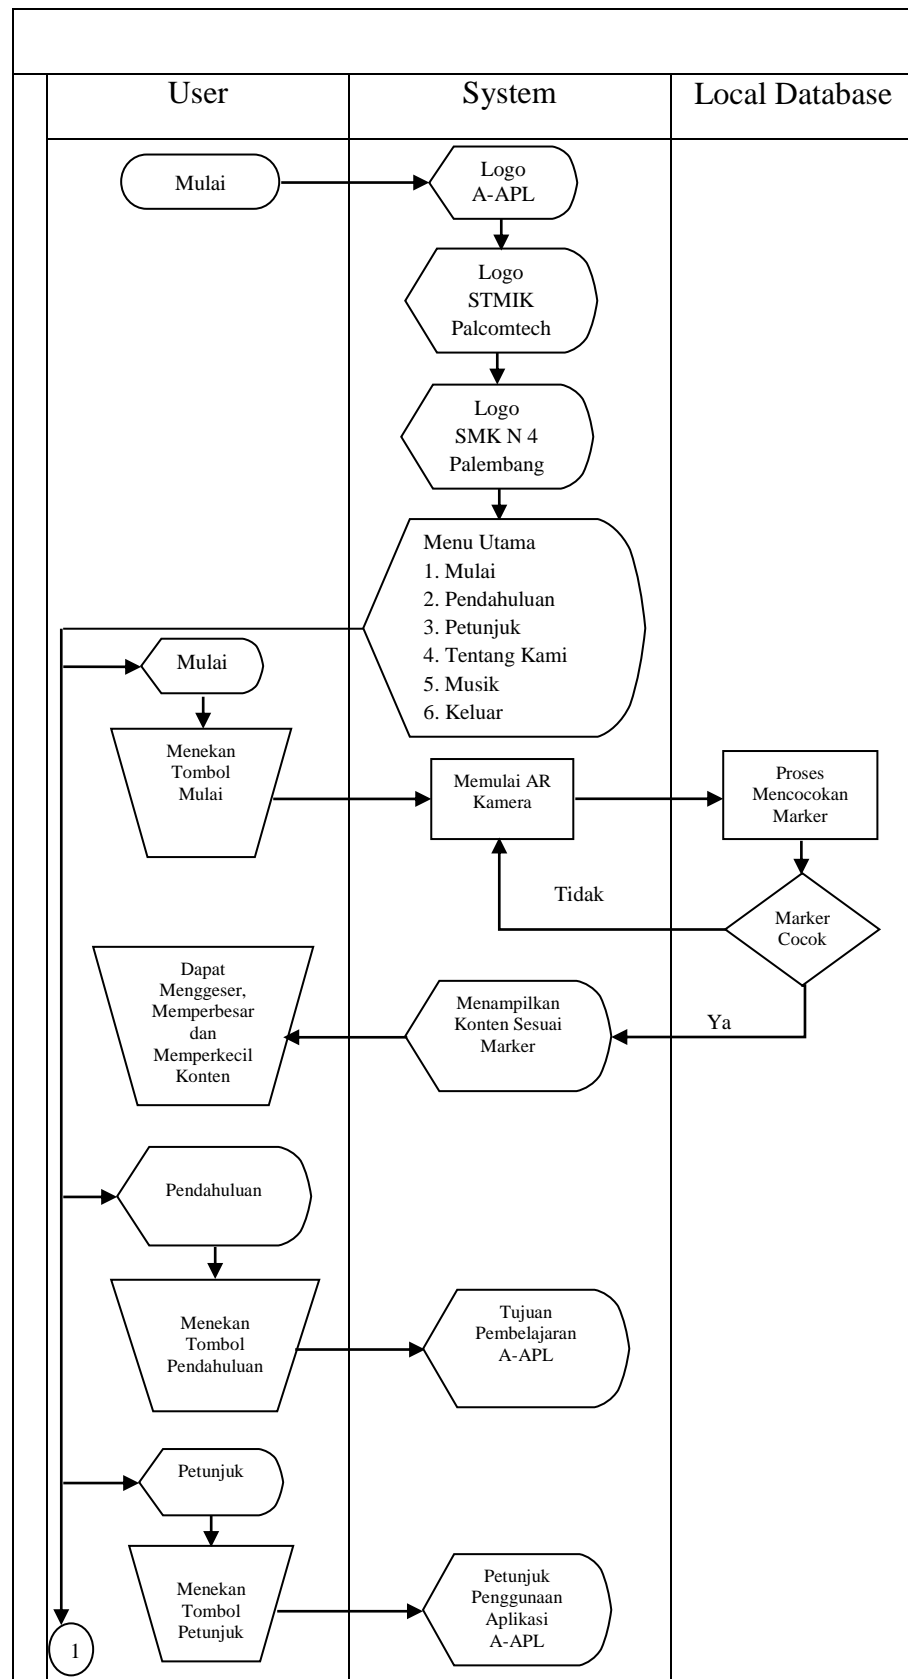 User
System
Local Database
Mulai
Logo
A-APL
Logo
STMIK
Palcomtech
Logo
SMK N 4
Palembang
Menu Utama
1. Mulai
2. Pendahuluan
3. Petunjuk
4. Tentang Kami
5. Musik
6. Keluar
Mulai
Menekan
Tombol
Mulai
Memulai AR
Kamera
Proses
Mencocokan
Marker
Tidak
Marker
Cocok
Ya
Menampilkan
Konten Sesuai
Marker
Dapat
Menggeser,
Memperbesar
dan
Memperkecil
Konten
Pendahuluan
Menekan
Tombol
Pendahuluan
Tujuan
Pembelajaran
A-APL
Petunjuk
Menekan
Tombol
Petunjuk
Petunjuk
Penggunaan
Aplikasi
A-APL
1